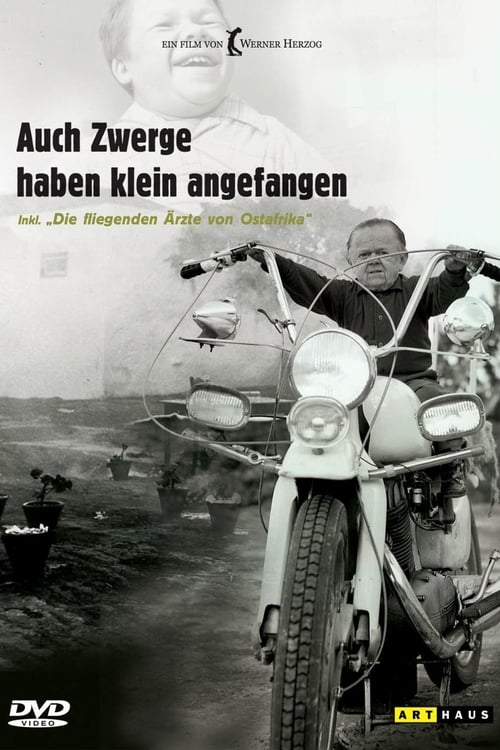 EIN FILM VON WERNER HERZOG
Auch Zwerge
haben klein angefangen
Inkl. „Die fliegenden Ärzte von Ostafrika“
DVD
VIDEO
ARTHAUS